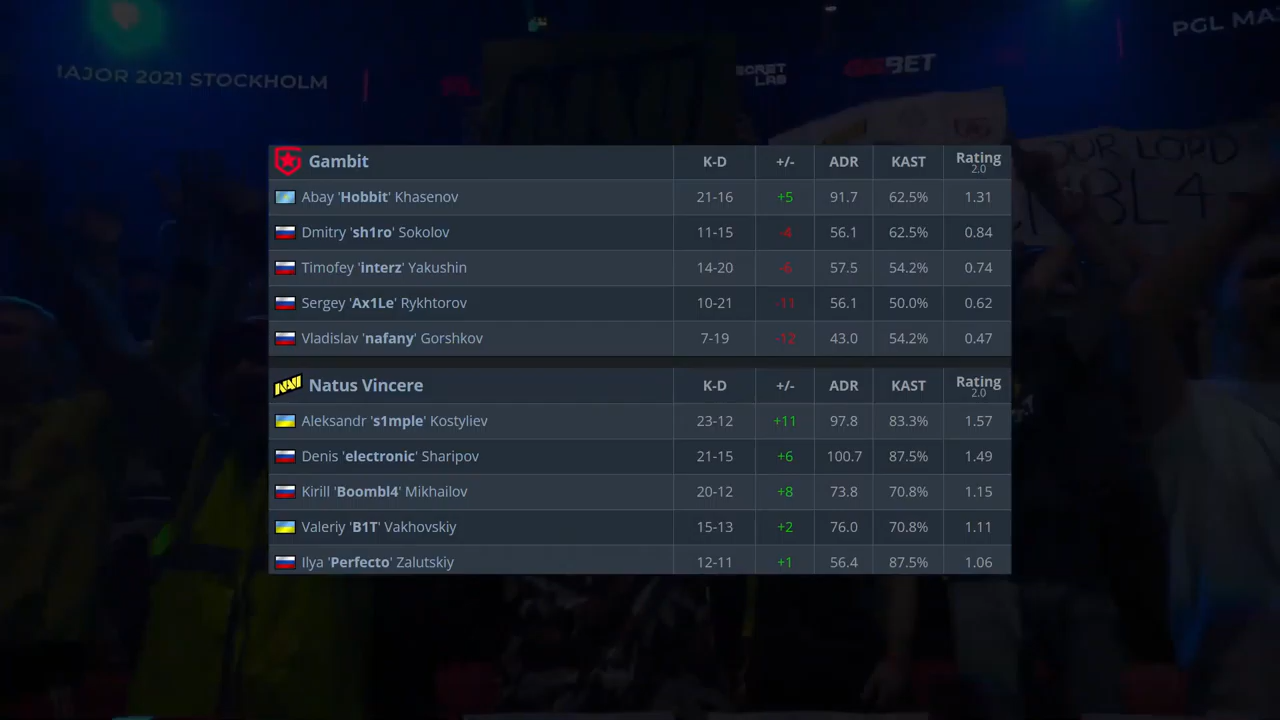 MAJOR 2021 STOCKHOLM
PGL MA
SECRET
LAB
GGBET
OUR LORD
BL4
Gambit K-D +/- ADR KAST Rating 2.0
Abay 'Hobbit' Khasenov 21-16 +5 91.7 62.5% 1.31
Dmitry 'sh1ro' Sokolov 11-15 -4 56.1 62.5% 0.84
Timofey 'interz' Yakushin 14-20 -6 57.5 54.2% 0.74
Sergey 'Ax1Le' Rykhtorov 10-21 -11 56.1 50.0% 0.62
Vladislav 'nafany' Gorshkov 7-19 -12 43.0 54.2% 0.47
Natus Vincere K-D +/- ADR KAST Rating 2.0
Aleksandr 's1mple' Kostyliev 23-12 +11 97.8 83.3% 1.57
Denis 'electronic' Sharipov 21-15 +6 100.7 87.5% 1.49
Kirill 'Boombl4' Mikhailov 20-12 +8 73.8 70.8% 1.15
Valeriy 'B1T' Vakhovskiy 15-13 +2 76.0 70.8% 1.11
Ilya 'Perfecto' Zalutskiy 12-11 +1 56.4 87.5% 1.06